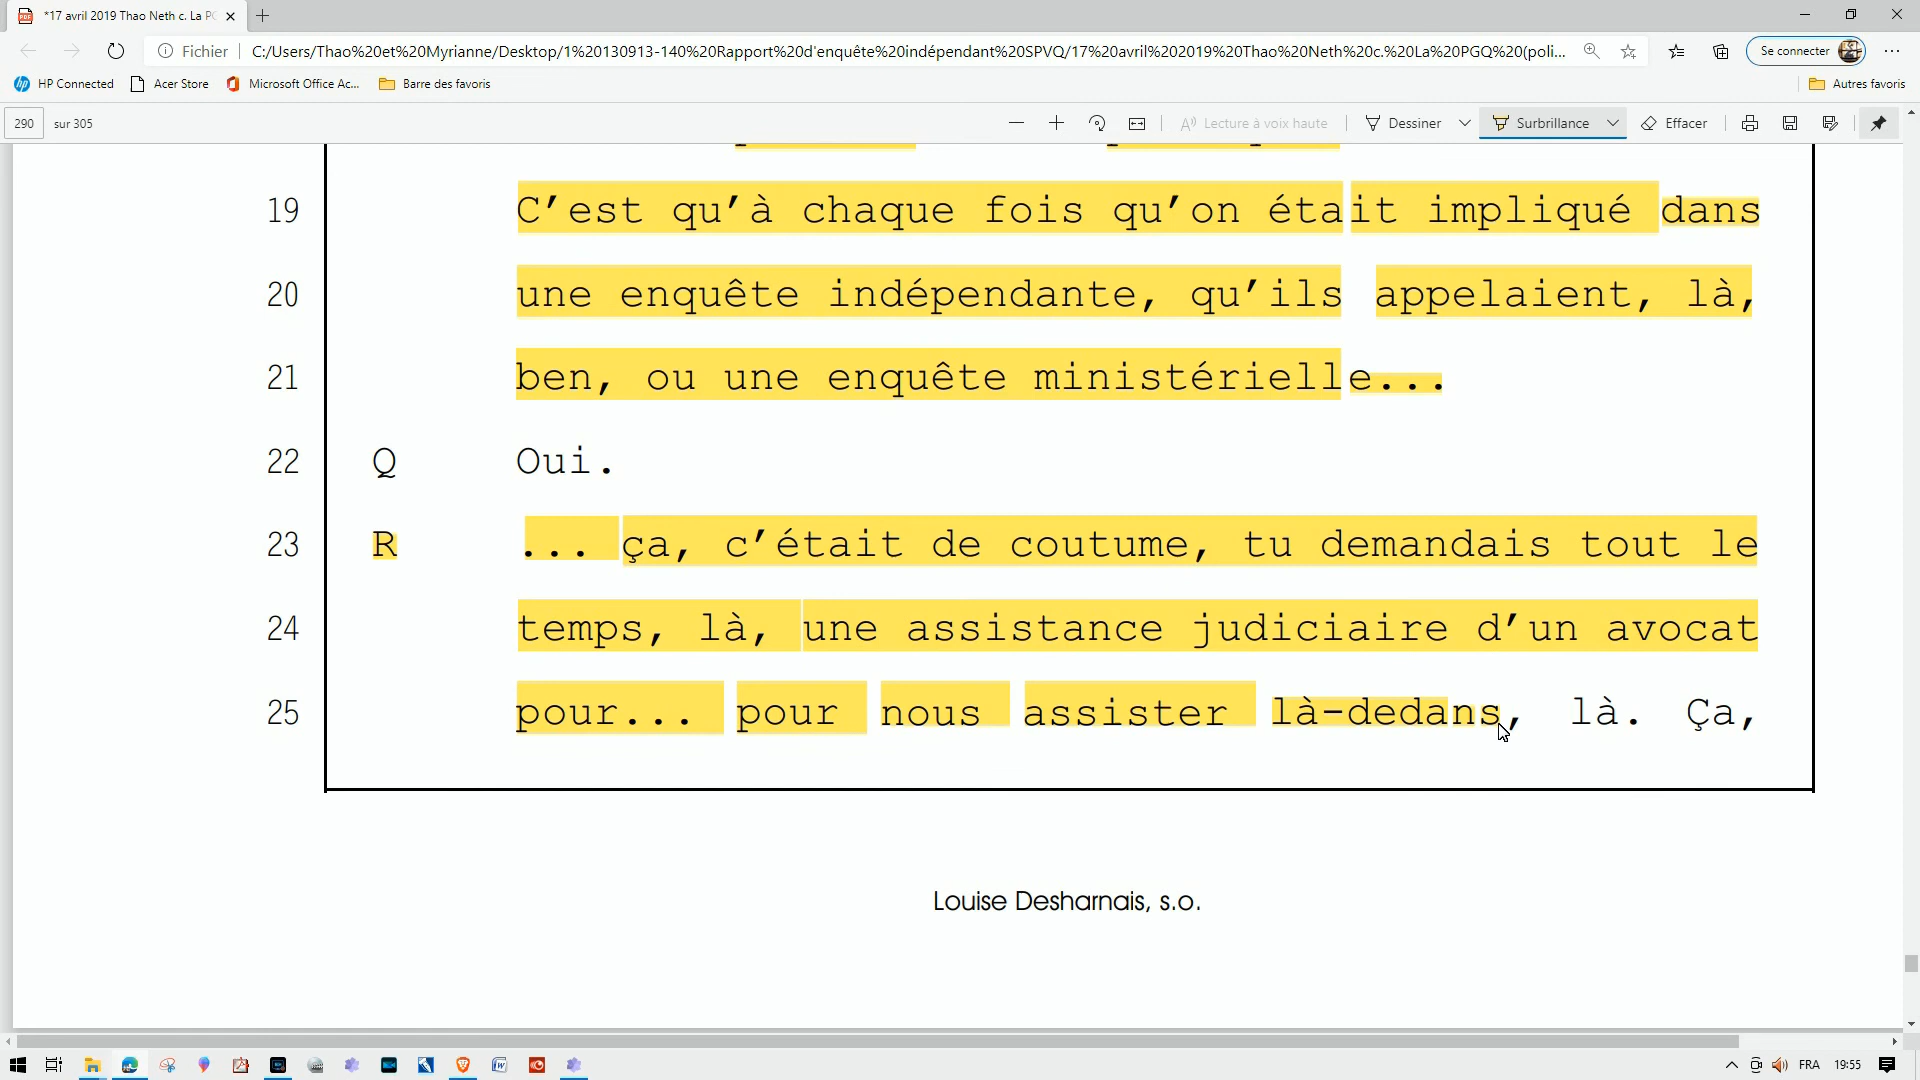 *17 avril 2019 Thao Neth c. La PG
Fichier
C:/Users/Thao%20et%20Myrianne/Desktop/1%20130913-140%20Rapport%20d'enquête%20indépendant%20SPVQ/17%20avril%202019%20Thao%20Neth%20c.%20La%20PGQ%20(poli...
Se connecter
HP Connected
Acer Store
Microsoft Office Ac...
Barre des favoris
Autres favoris
290 sur 305
Lecture à voix haute
Dessiner
Surbrillance
Effacer
19 C’est qu’à chaque fois qu’on était impliqué dans
20 une enquête indépendante, qu’ils appelaient, là,
21 ben, ou une enquête ministérielle...
22 Q Oui.
23 R ... ça, c’était de coutume, tu demandais tout le
24 temps, là, une assistance judiciaire d’un avocat
25 pour... pour nous assister là-dedans, là. Ça,
Louise Desharnais, s.o.
FRA 19:55